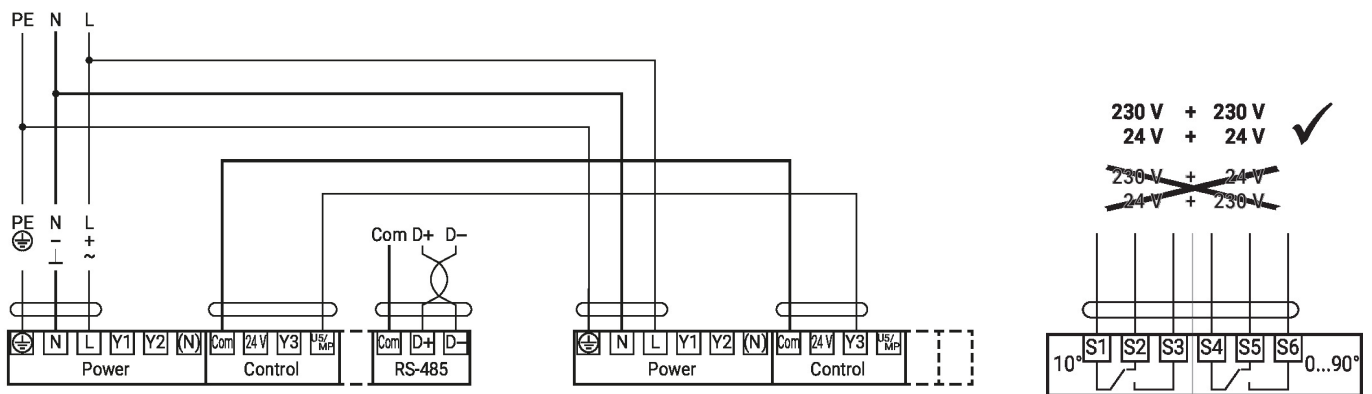 PE N L
230 V + 230 V
24 V + 24 V
230 V + 24 V
24 V + 230 V
PE N L
– +
~
Com D+ D–
N L Y1 Y2 (N) Com 24 V Y3 U5/MP Com D+ D– N L Y1 Y2 (N) Com 24 V Y3 U5/MP
Power Control RS-485 Power Control
S1 S2 S3 S4 S5 S6
10° 0...90°